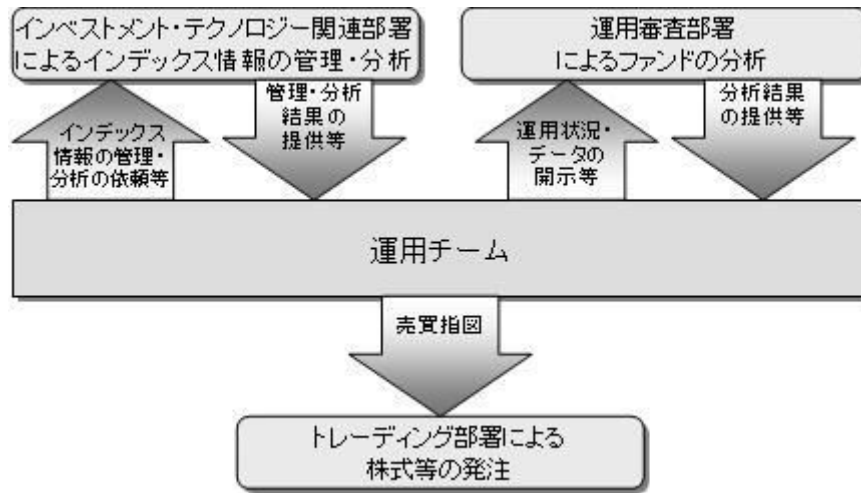 インベストメント・テクノロジー関連部署
によるインデックス情報の管理・分析
運用審査部署
によるファンドの分析
インデックス
情報の管理・
分析の依頼等
管理・分析
結果の
提供等
運用状況・
データの
開示等
分析結果
の提供等
運用チーム
売買指図
トレーディング部署による
株式等の発注